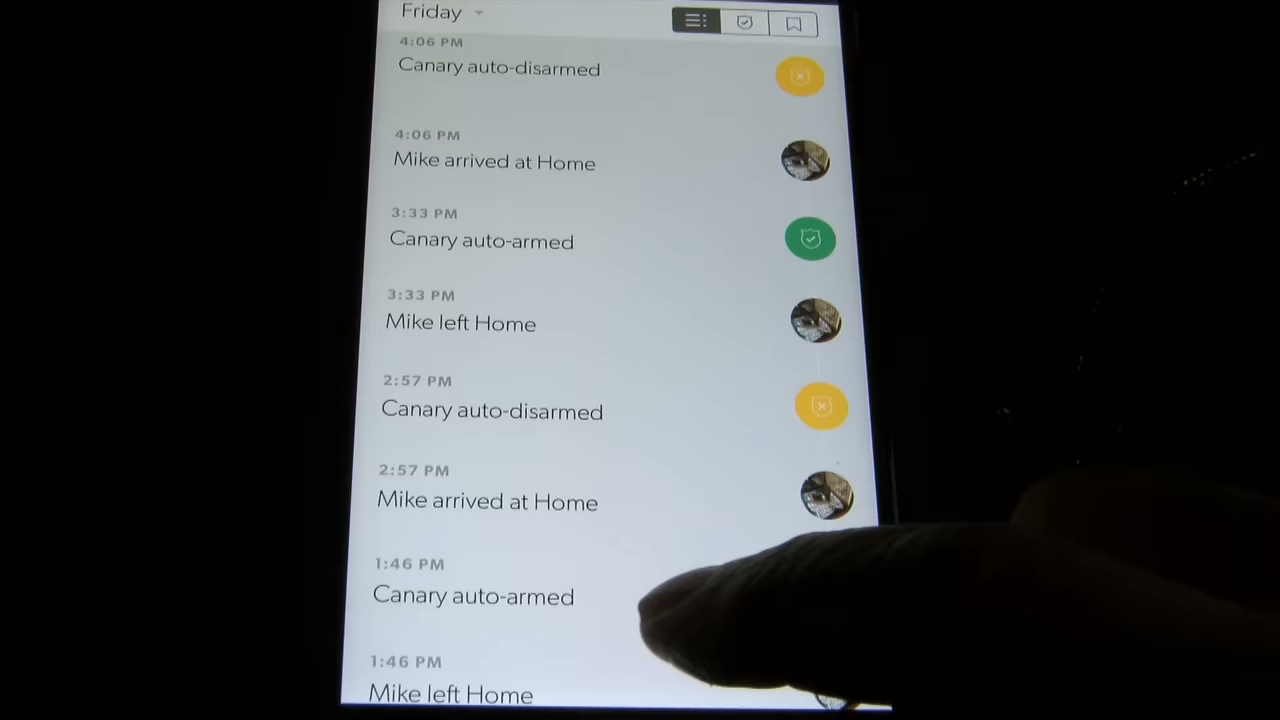 Friday
4:06 PM
Canary auto-disarmed
4:06 PM
Mike arrived at Home
3:33 PM
Canary auto-armed
3:33 PM
Mike left Home
2:57 PM
Canary auto-disarmed
2:57 PM
Mike arrived at Home
1:46 PM
Canary auto-armed
1:46 PM
Mike left Home